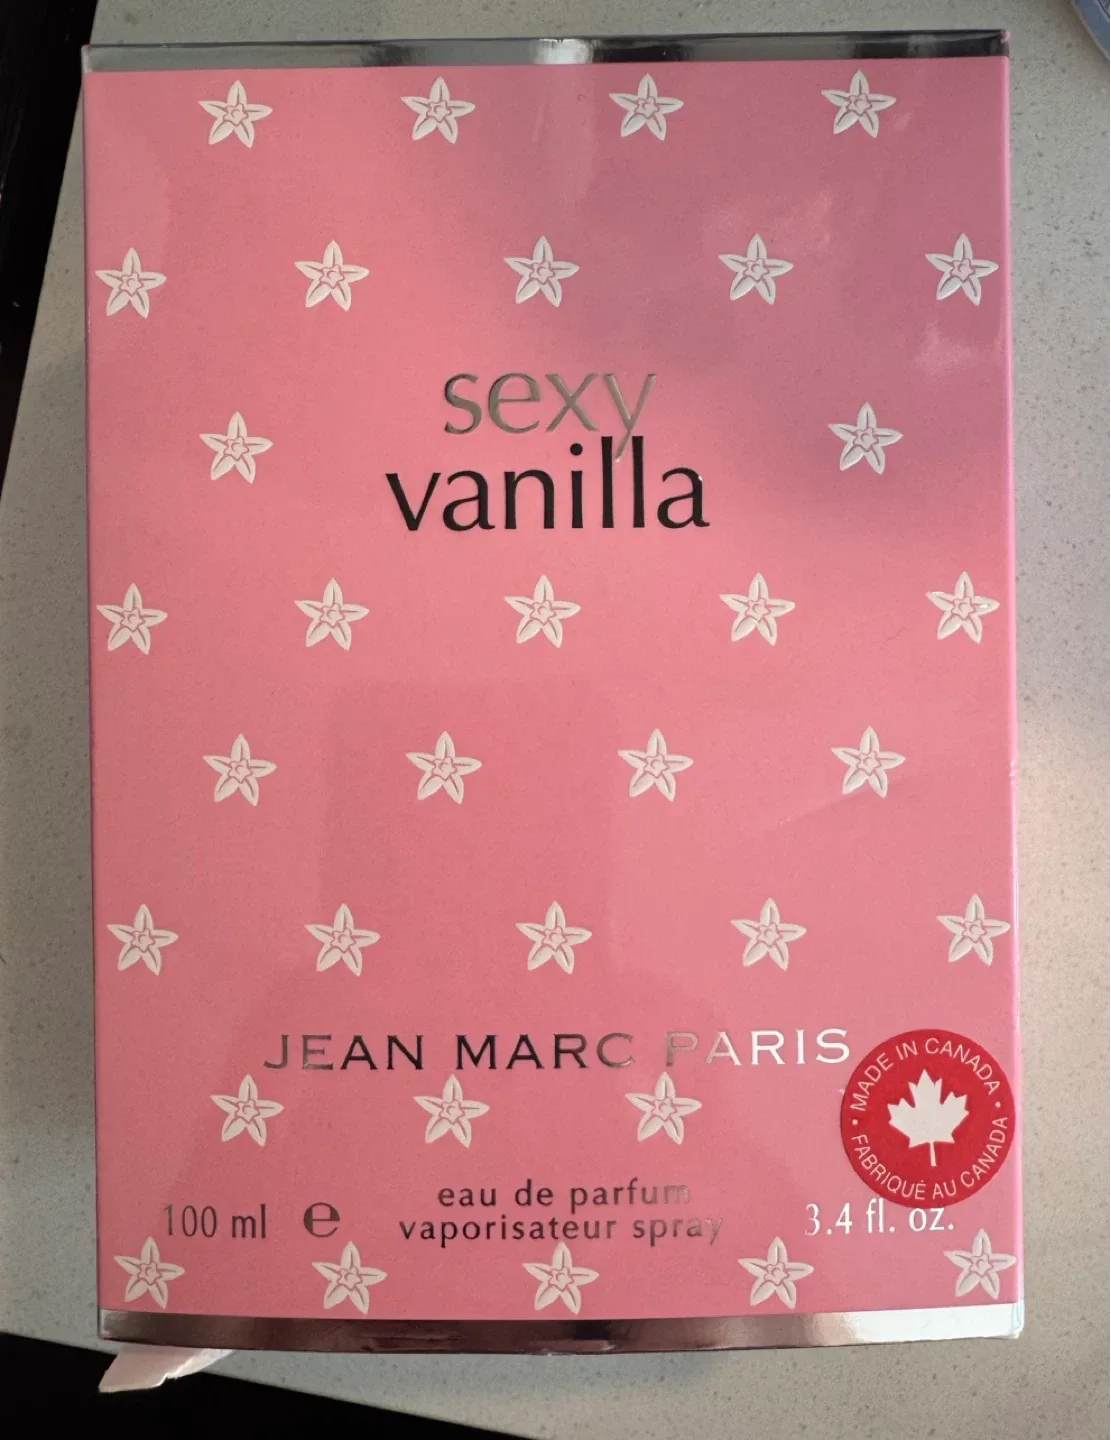 sexy
vanilla
JEAN MARC PARIS
MADE IN CANADA
FABRIQUÉ AU CANADA
100 ml e
eau de parfum
vaporisateur spray
3.4 fl. oz.